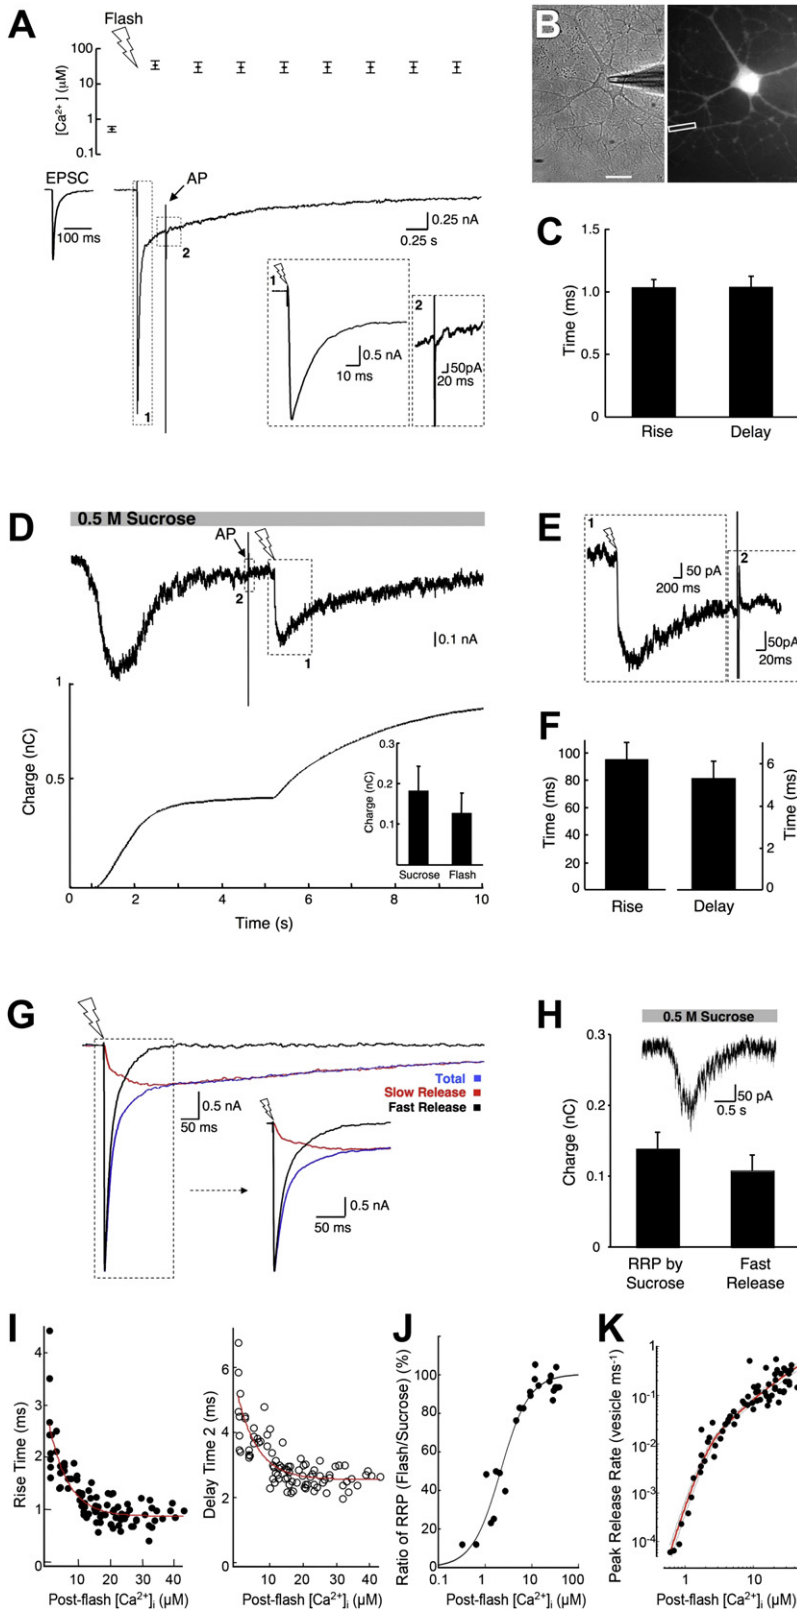 A
Flash
100
10
1
0.1
[Ca²⁺] (μM)
EPSC
100 ms
AP
0.25 nA
0.25 s
1
2
1
0.5 nA
10 ms
2
50pA
20 ms
B
C
1.5
1.0
0.5
0
Time (ms)
Rise
Delay
D
0.5 M Sucrose
AP
2
1
0.1 nA
1
0.5
Charge (nC)
0.3
0.2
0.1
Charge (nC)
Sucrose
Flash
0
2
4
6
8
10
Time (s)
E
1
50 pA
200 ms
2
50pA
20ms
F
100
80
60
40
20
0
Time (ms)
6
4
2
0
Time (ms)
Rise
Delay
G
Total
Slow Release
Fast Release
0.5 nA
50 ms
0.5 nA
50 ms
H
0.5 M Sucrose
50 pA
0.5 s
0.3
0.2
0.1
0
Charge (nC)
RRP by
Sucrose
Fast
Release
I
5
4
3
2
1
0
Rise Time (ms)
10 20 30 40
Post-flash [Ca²⁺]i (μM)
6
4
2
0
Delay Time 2 (ms)
10 20 30 40
Post-flash [Ca²⁺]i (μM)
J
120
100
80
60
40
20
0
Ratio of RRP (Flash/Sucrose) (%)
0.1 1 10 100
Post-flash [Ca²⁺]i (μM)
K
1
10⁻¹
10⁻²
10⁻³
10⁻⁴
Peak Release Rate (vesicle ms⁻¹)
1 10
Post-flash [Ca²⁺]i (μM)